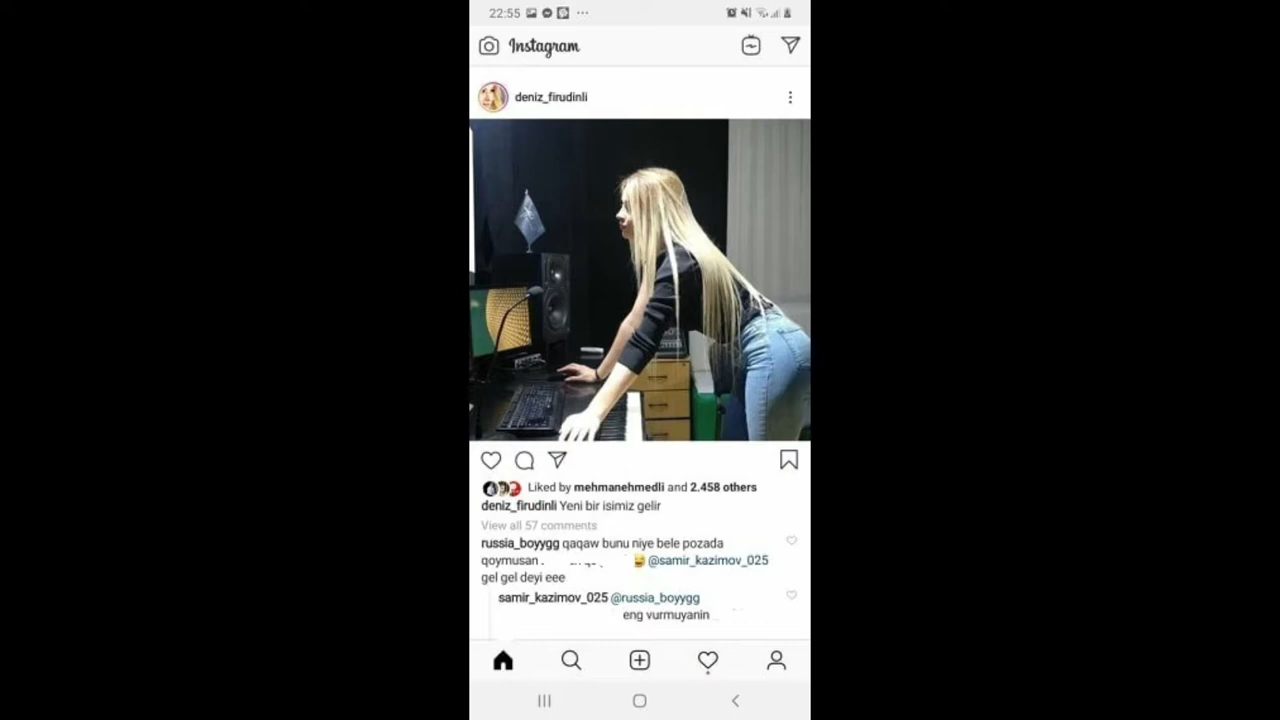 22:55
Instagram
deniz_firudinli
Liked by mehmanehmedli and 2.458 others
deniz_firudinli Yeni bir isimiz gelir
View all 57 comments
russia_boyygg qaqaw bunu niye bele pozada
qoymusan @samir_kazimov_025
gel gel deyi eee
samir_kazimov_025 @russia_boyygg
eng vurmuyanin